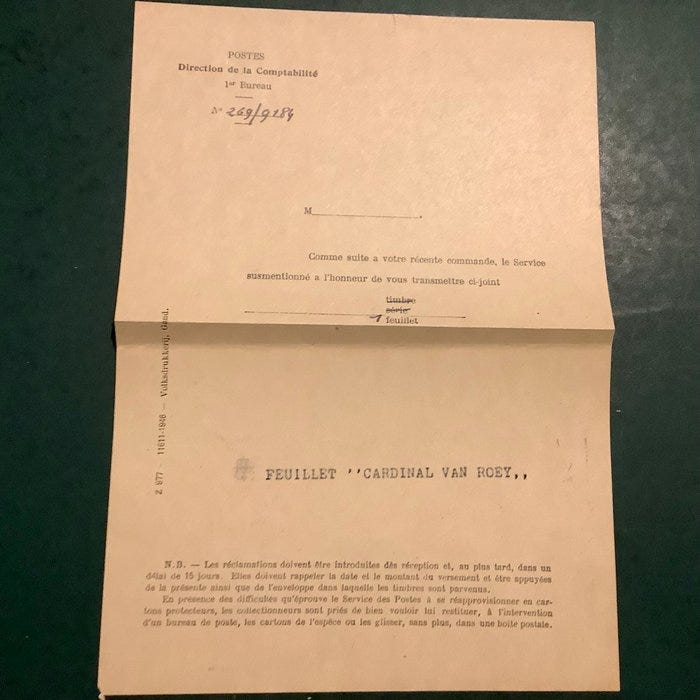 POSTES
Direction de la Comptabilité
1er Bureau
N° 269/9184
M
Comme suite a votre récente commande, le Service
susmentionné a l'honneur de vous transmettre ci-joint
timbre
série
1 feuillet
Z 977 - 11611-1946 — Volksdrukkerij, Gand.
FEUILLET ''CARDINAL VAN ROEY,,
N.B. — Les réclamations doivent être introduites dès réception et, au plus tard, dans un
délai de 15 jours. Elles doivent rappeler la date et le montant du versement et être appuyées
de la présente ainsi que de l'enveloppe dans laquelle les timbres sont parvenus.
En présence des difficultés qu'éprouve le Service des Postes à se réapprovisionner en car-
tons protecteurs, les collectionneurs sont priés de bien vouloir lui restituer, à l'intervention
d'un bureau de poste, les cartons de l'espèce ou les glisser, sans plus, dans une boîte postale.